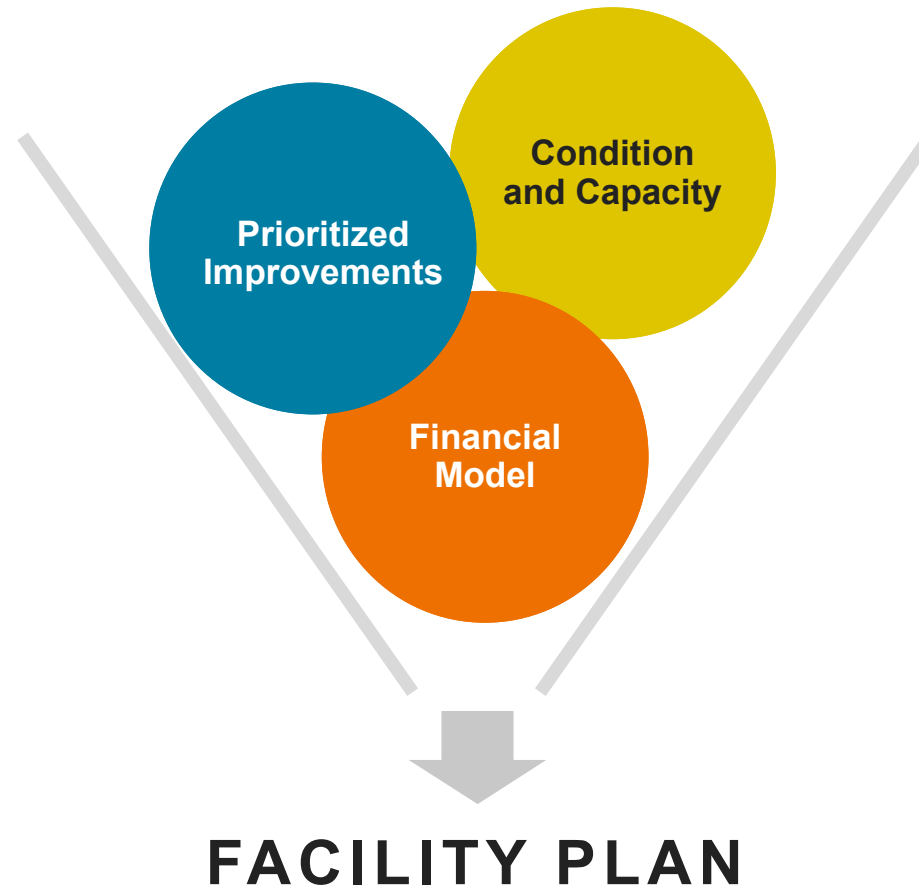 Condition
and Capacity
Prioritized
Improvements
Financial
Model
FACILITY PLAN